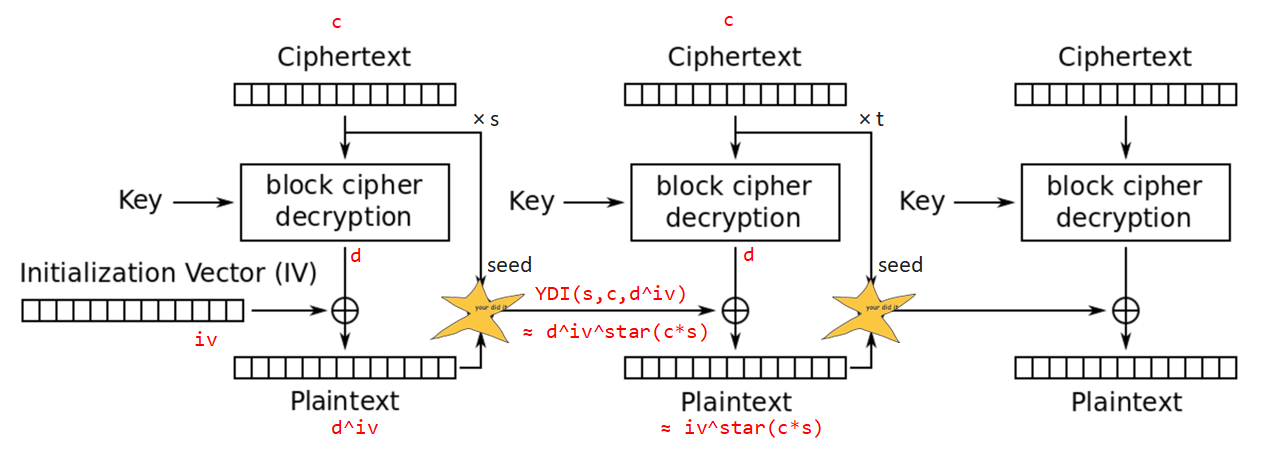 c
c
Ciphertext
Ciphertext
Ciphertext
× s
× t
Key
block cipher
decryption
Key
block cipher
decryption
Key
block cipher
decryption
d
d
Initialization Vector (IV)
seed
seed
your did it
YDI(s,c,d^iv)
your did it
iv
≈ d^iv^star(c*s)
Plaintext
Plaintext
Plaintext
d^iv
≈ iv^star(c*s)